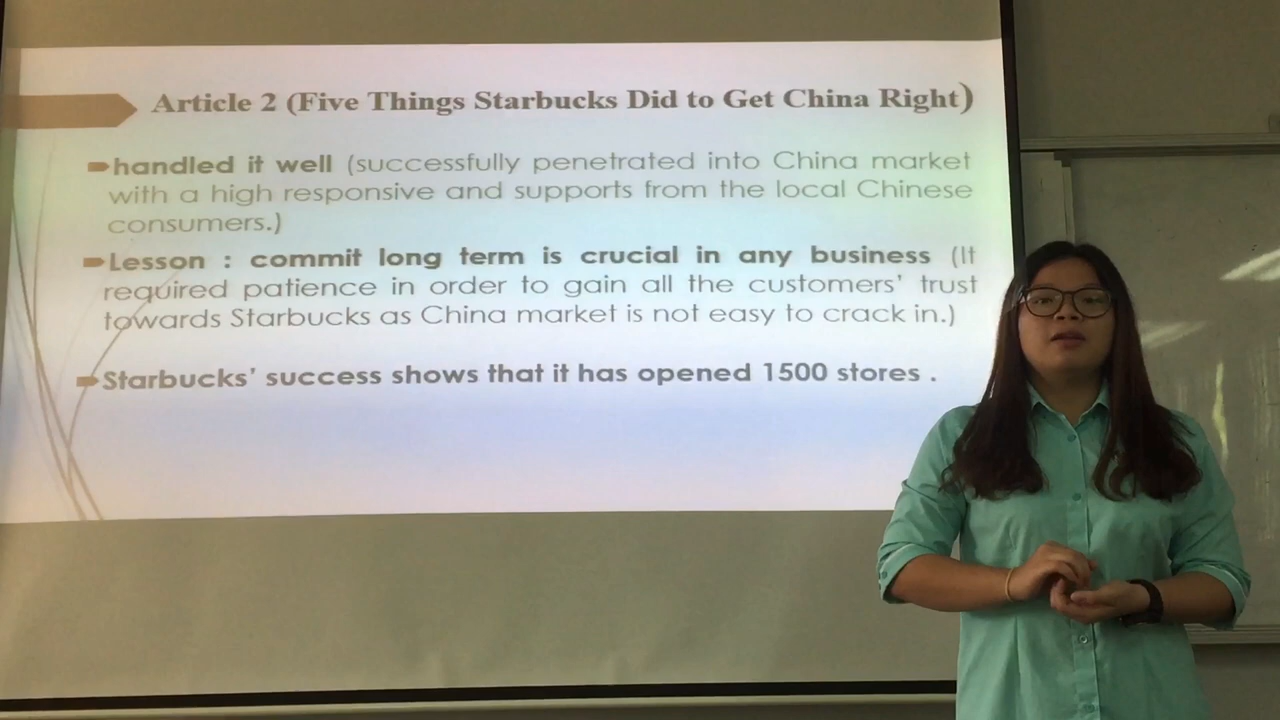 Article 2 (Five Things Starbucks Did to Get China Right)
handled it well (successfully penetrated into China market
with a high responsive and supports from the local Chinese
consumers.)
Lesson : commit long term is crucial in any business (It
required patience in order to gain all the customers’ trust
towards Starbucks as China market is not easy to crack in.)
Starbucks’ success shows that it has opened 1500 stores .